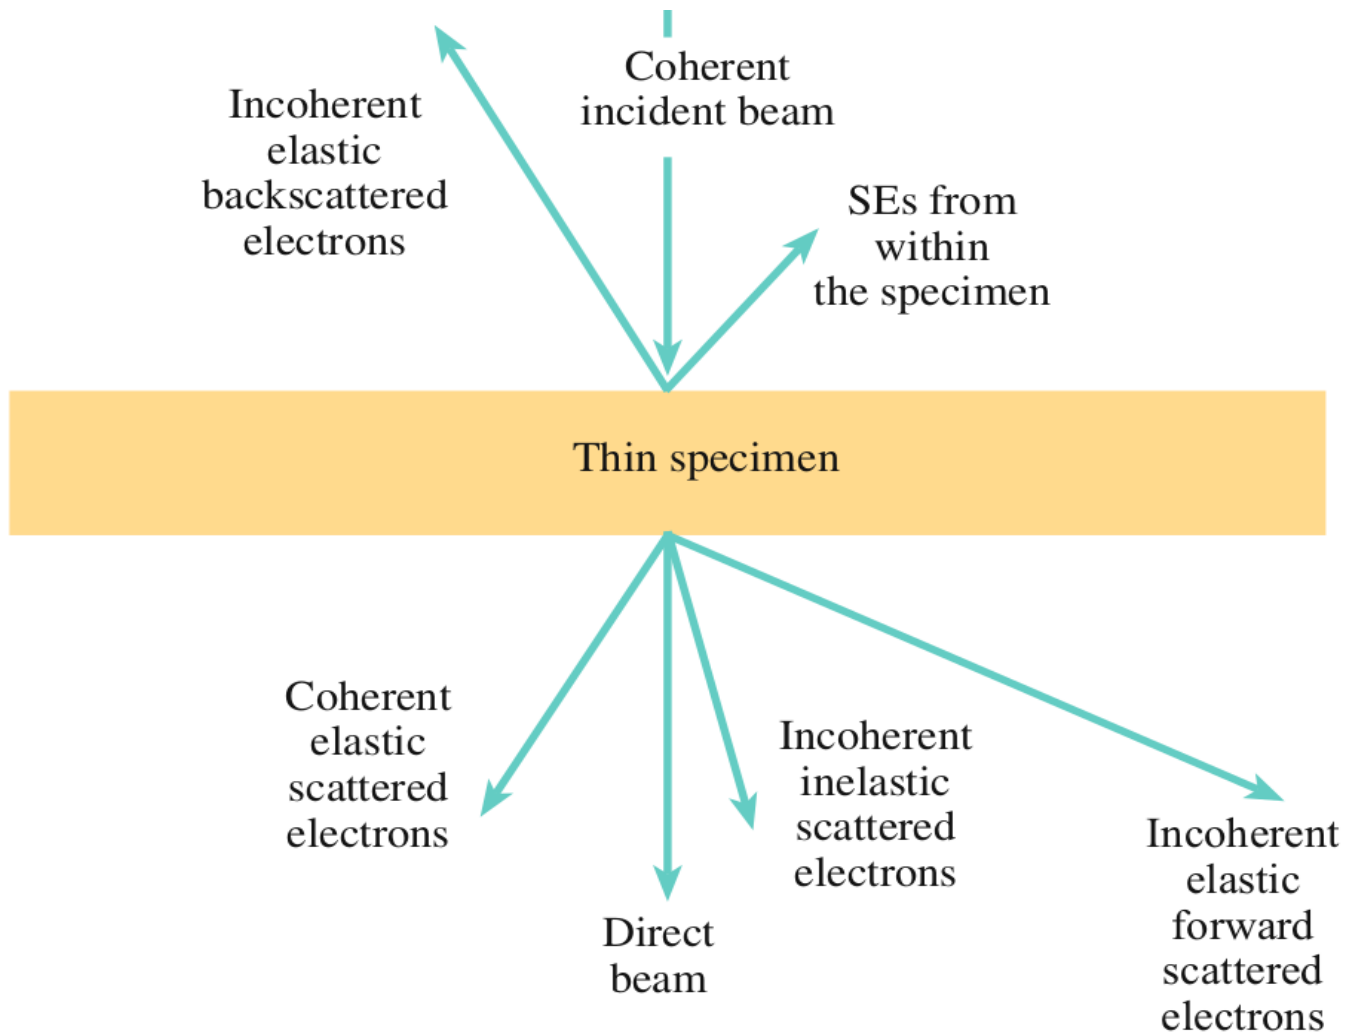 Coherent
incident beam
Incoherent
elastic
backscattered
electrons
SEs from
within
the specimen
Thin specimen
Coherent
elastic
scattered
electrons
Direct
beam
Incoherent
inelastic
scattered
electrons
Incoherent
elastic
forward
scattered
electrons